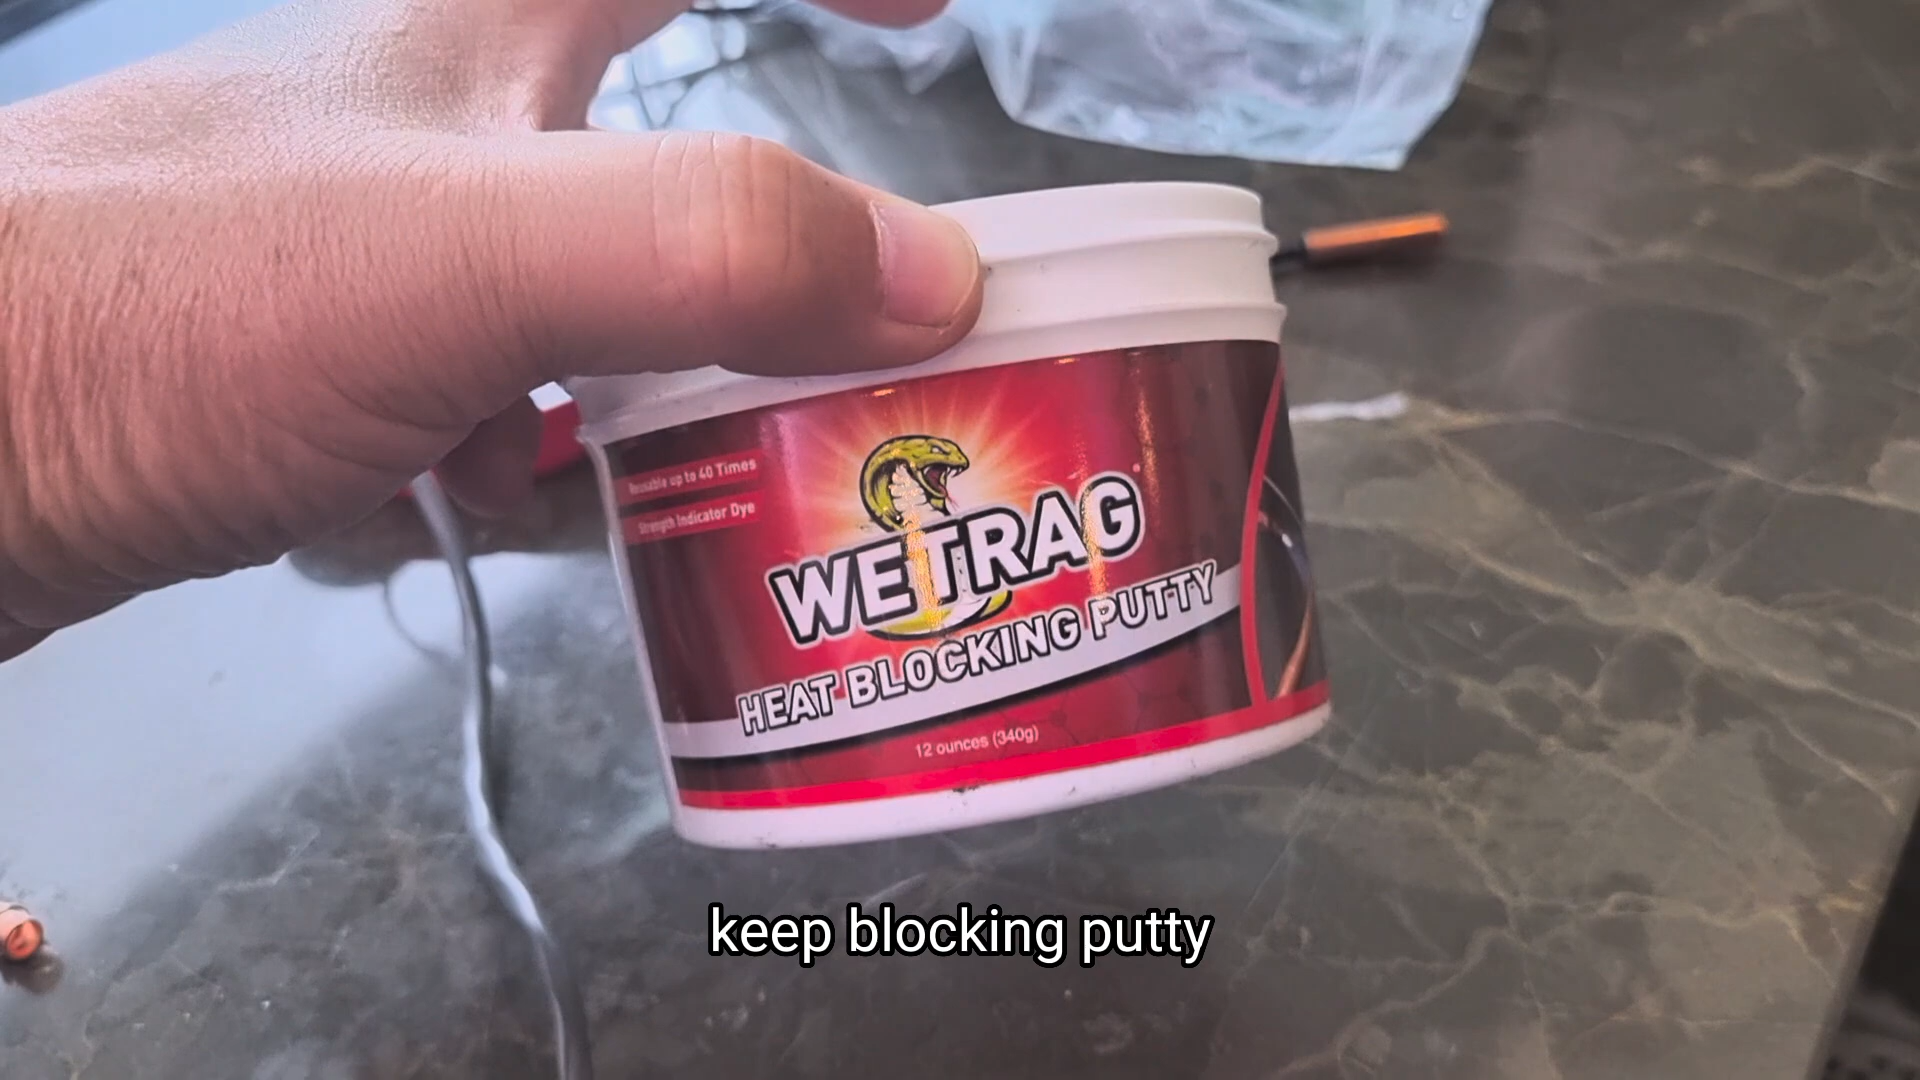 Reusable up to 40 Times
Strength Indicator Dye
WETRAG
HEAT BLOCKING PUTTY
12 ounces (340g)
keep blocking putty